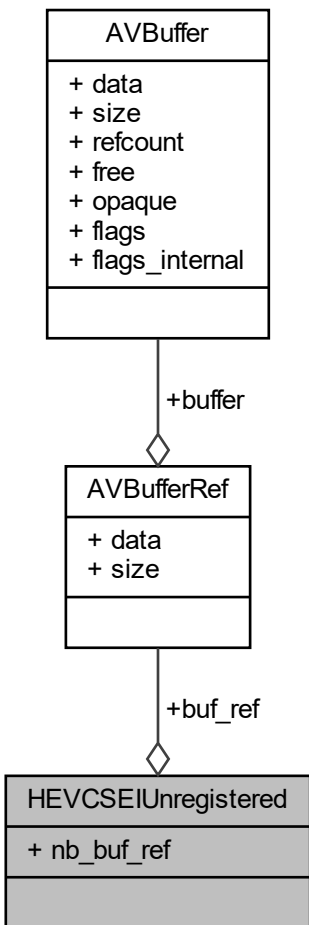 AVBuffer
+ data
+ size
+ refcount
+ free
+ opaque
+ flags
+ flags_internal
+buffer
AVBufferRef
+ data
+ size
+buf_ref
HEVCSEIUnregistered
+ nb_buf_ref